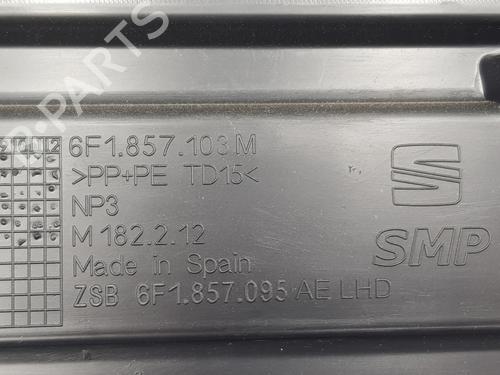 B-PARTS
6F1.857.103 M
>PP+PE TD15<
NP3
M 182.2.12
Made in Spain
ZSB 6F1.857.095 AE LHD
SMP